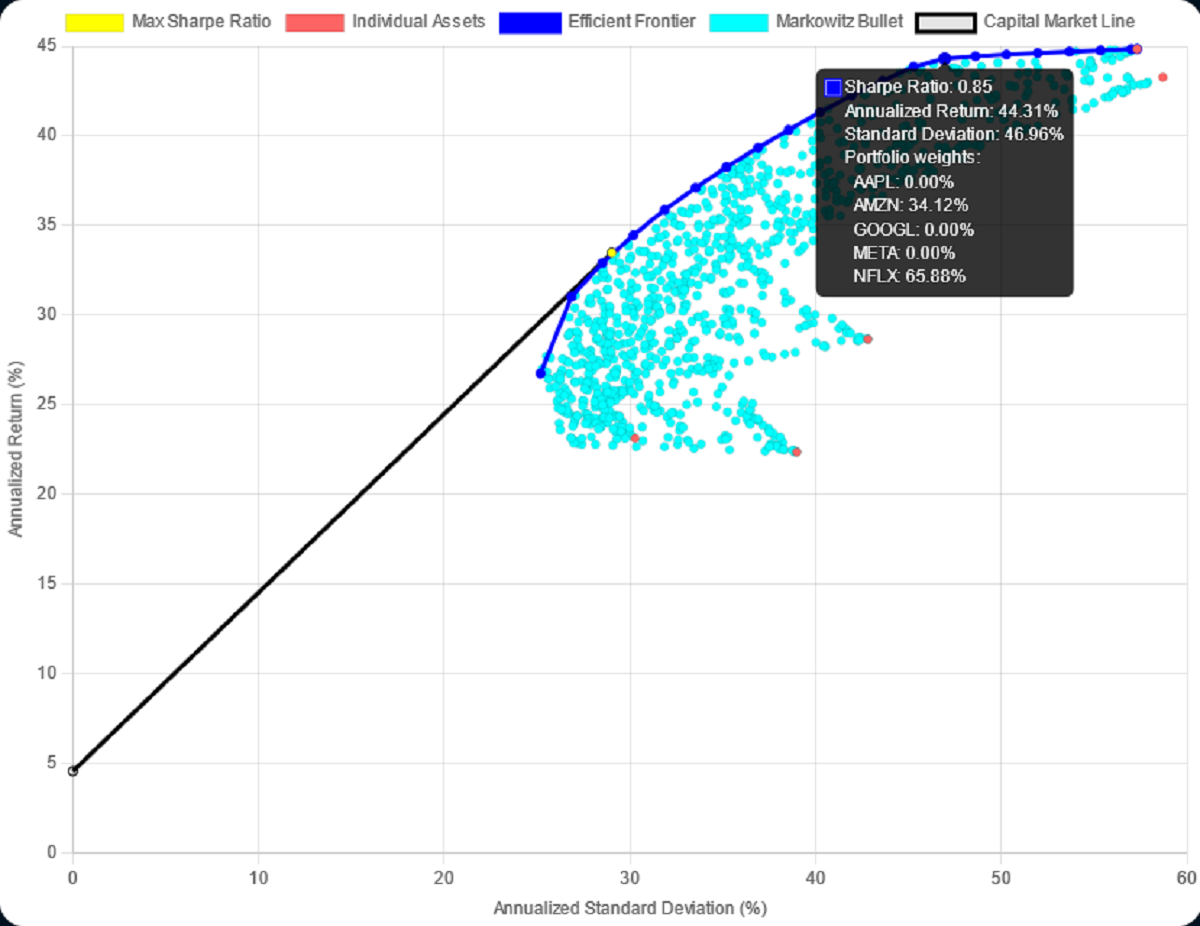 Max Sharpe Ratio Individual Assets Efficient Frontier Markowitz Bullet Capital Market Line
45
40
35
30
25
20
15
10
5
0
Annualized Return (%)
Sharpe Ratio: 0.85
Annualized Return: 44.31%
Standard Deviation: 46.96%
Portfolio weights:
AAPL: 0.00%
AMZN: 34.12%
GOOGL: 0.00%
META: 0.00%
NFLX: 65.88%
0 10 20 30 40 50 60
Annualized Standard Deviation (%)